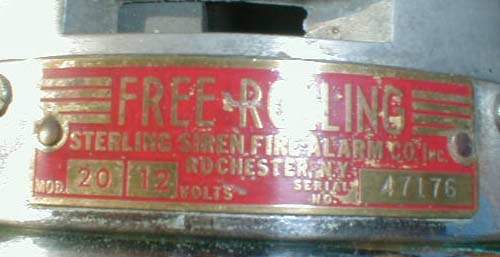 FREE-ROLLING
STERLING SIREN FIRE ALARM CO. INC.
ROCHESTER, N.Y.
MOD. 20 12 VOLTS SERIAL NO. 47176